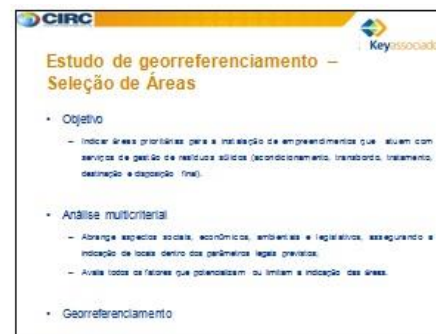 CIRC
Keyassociado
Estudo de georreferenciamento –
Seleção de Áreas
• Objetivo
– Indicar áreas prioritárias para a instalação de empreendimentos que atuem com
serviços de gestão de resíduos sólidos (acondicionamento, transbordo, tratamento,
destinação e disposição final).
• Análise multicriterial
– Abrange aspectos sociais, econômicos, ambientais e legislativos, assegurando a
indicação de locais dentro dos parâmetros legais previstos;
– Avalia todos os fatores que potencializam ou limitam a indicação das áreas.
• Georreferenciamento